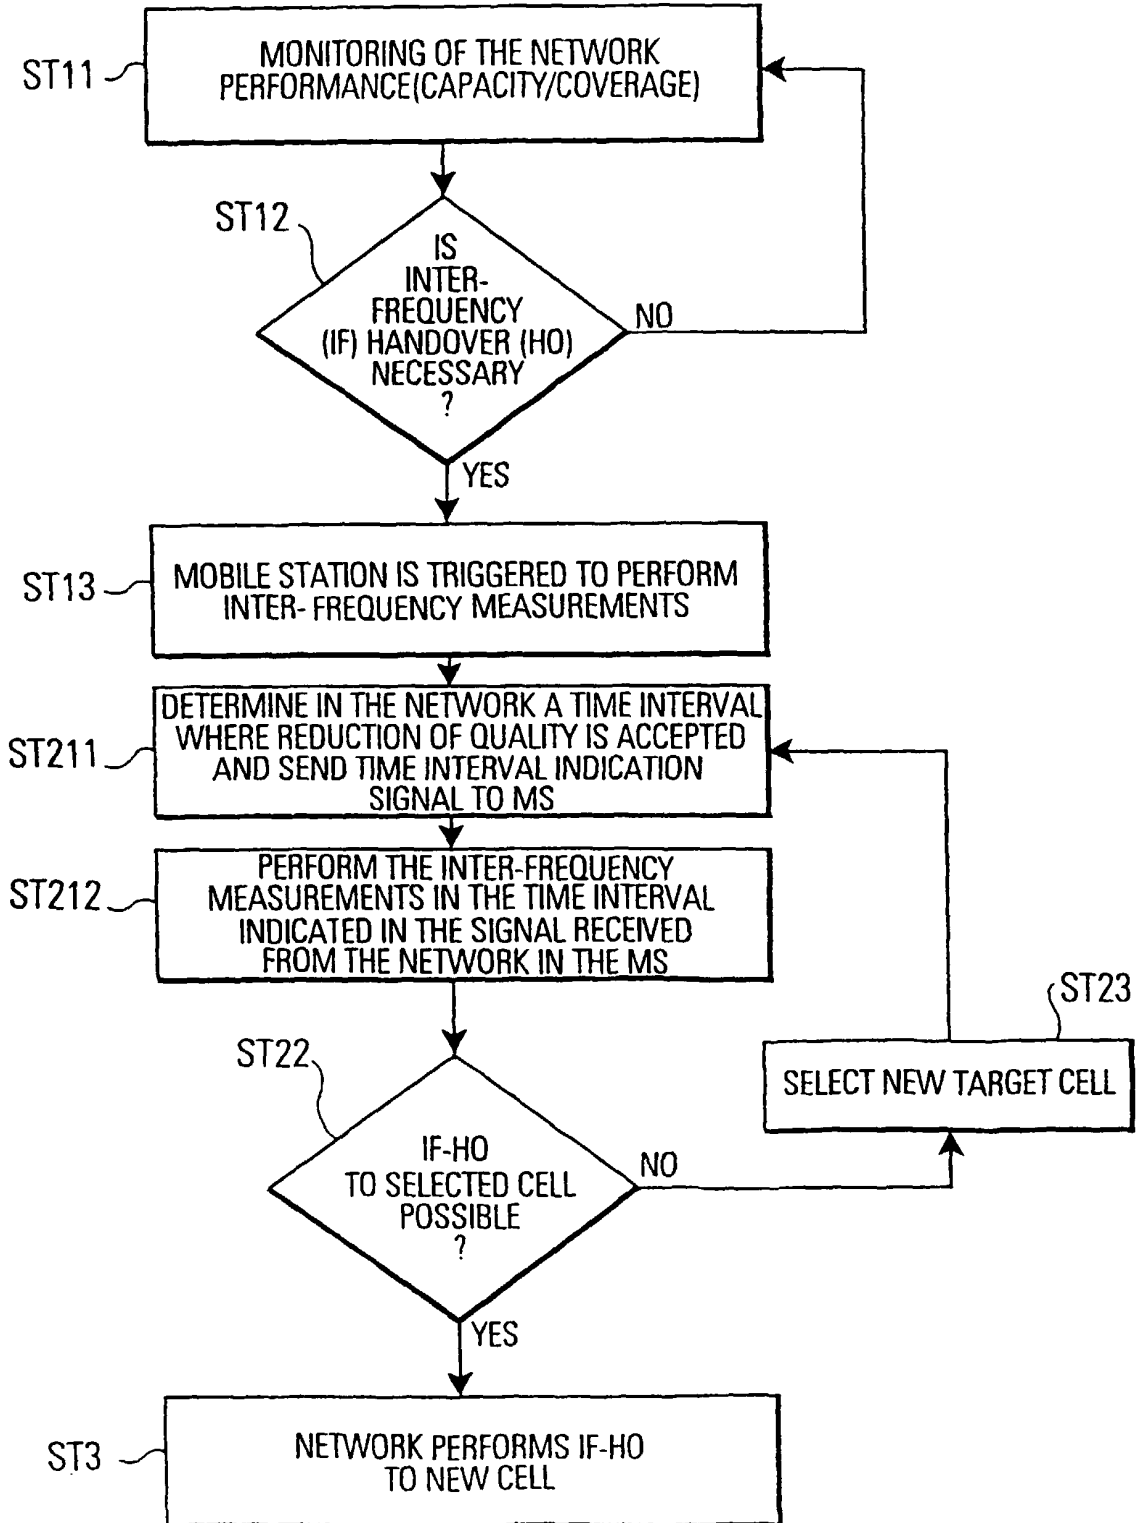 ST11
MONITORING OF THE NETWORK
PERFORMANCE(CAPACITY/COVERAGE)
ST12
IS
INTER-
FREQUENCY
(IF) HANDOVER (HO)
NECESSARY
?
NO
YES
ST13
MOBILE STATION IS TRIGGERED TO PERFORM
INTER- FREQUENCY MEASUREMENTS
ST211
DETERMINE IN THE NETWORK A TIME INTERVAL
WHERE REDUCTION OF QUALITY IS ACCEPTED
AND SEND TIME INTERVAL INDICATION
SIGNAL TO MS
ST212
PERFORM THE INTER-FREQUENCY
MEASUREMENTS IN THE TIME INTERVAL
INDICATED IN THE SIGNAL RECEIVED
FROM THE NETWORK IN THE MS
ST23
SELECT NEW TARGET CELL
ST22
IF-HO
TO SELECTED CELL
POSSIBLE
?
NO
YES
ST3
NETWORK PERFORMS IF-HO
TO NEW CELL